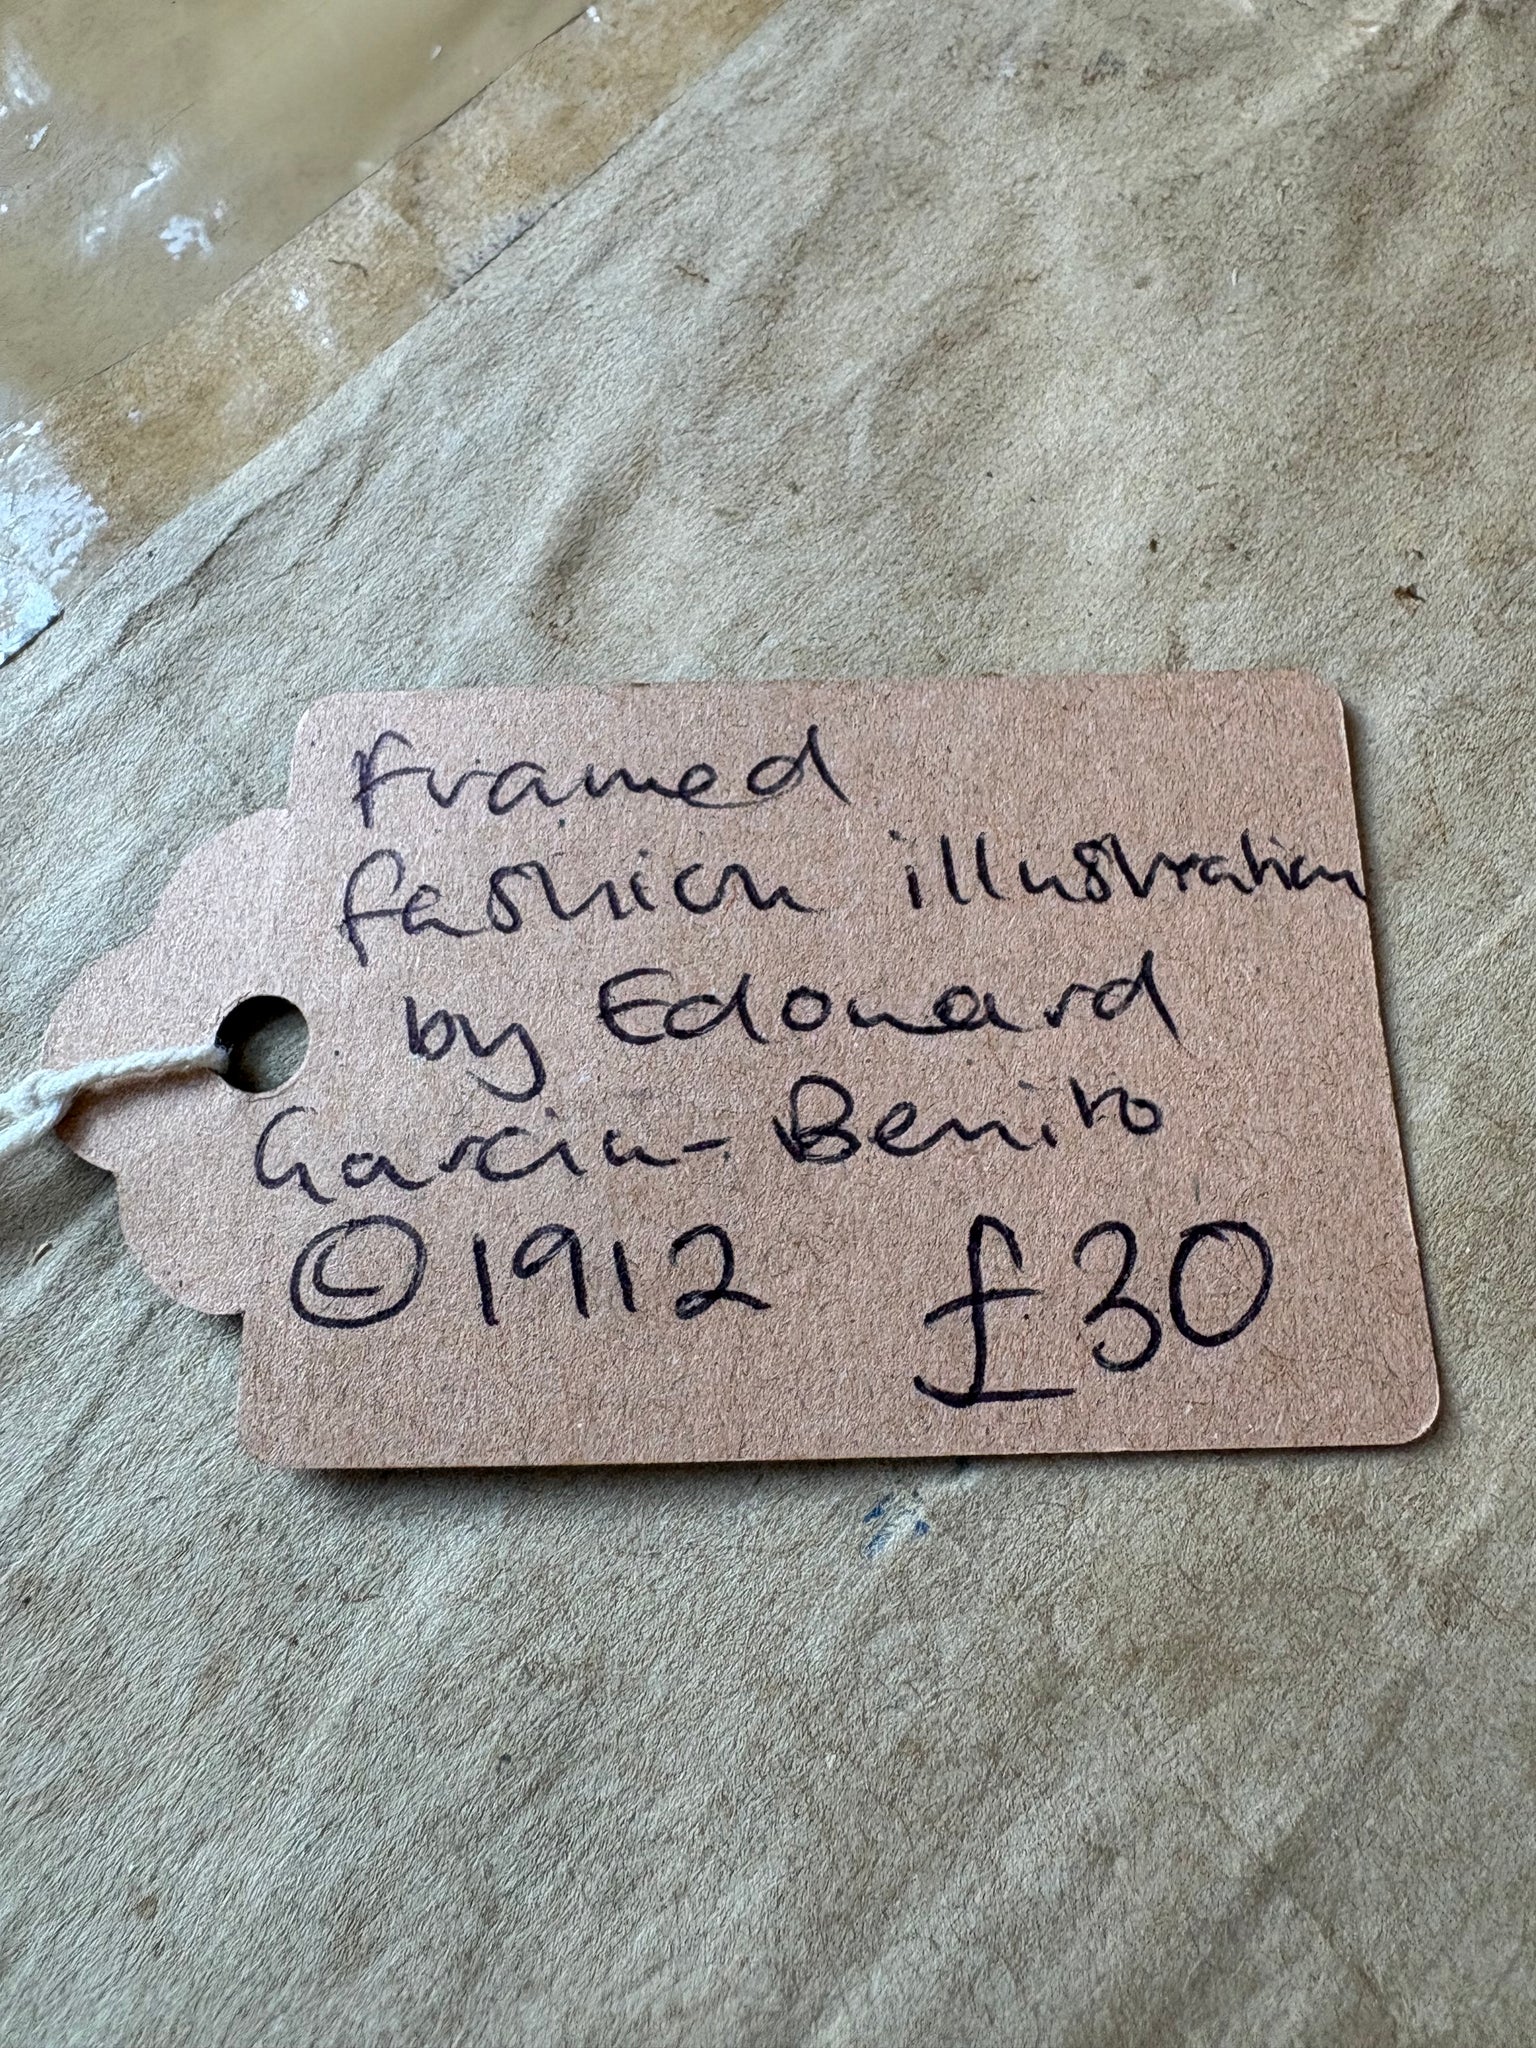 Framed
fashion illustration
by Edouard
Garcia-Benito
©1912 £30